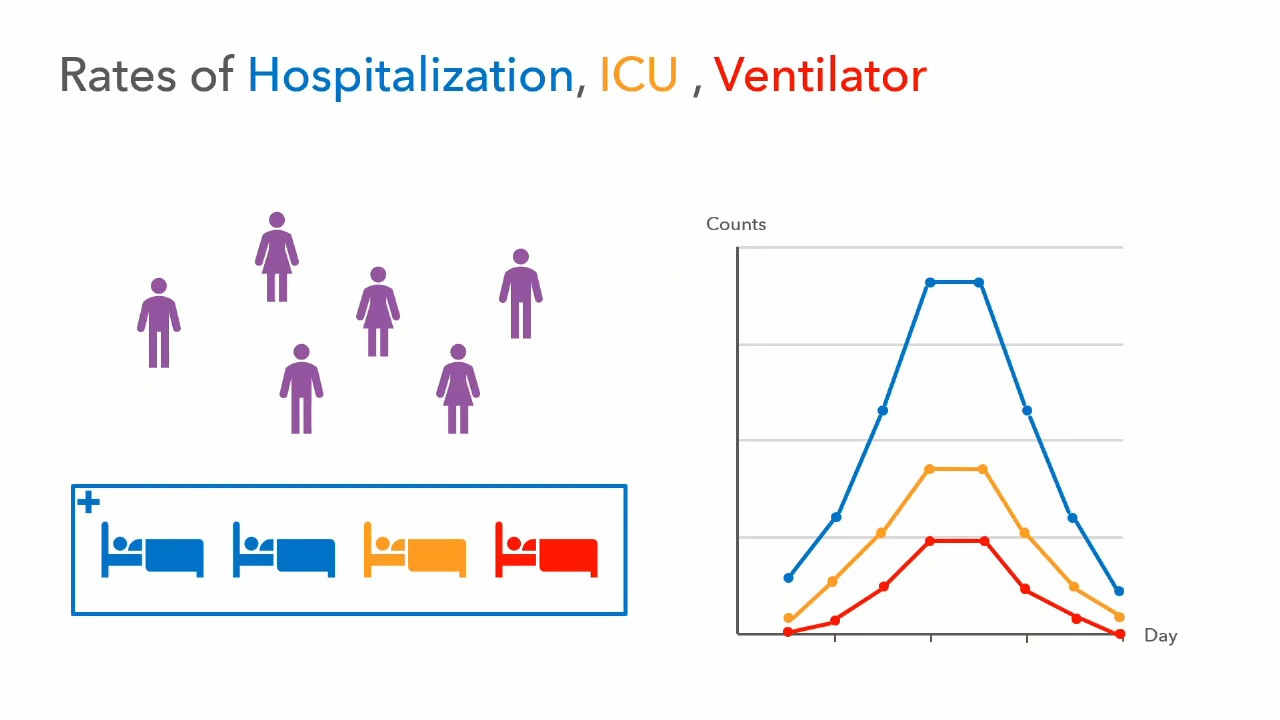 Rates of Hospitalization, ICU , Ventilator
Counts
Day